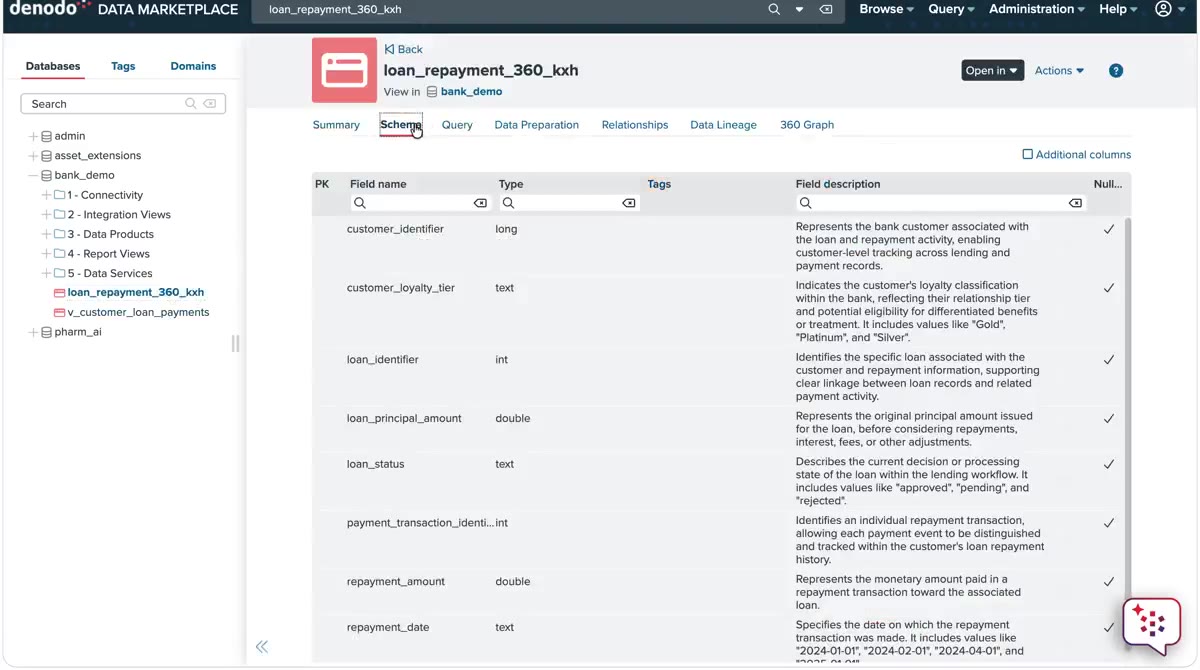 denodo DATA MARKETPLACE
loan_repayment_360_kxh
Browse Query Administration Help
Databases Tags Domains
Search
admin
asset_extensions
bank_demo
1 - Connectivity
2 - Integration Views
3 - Data Products
4 - Report Views
5 - Data Services
loan_repayment_360_kxh
v_customer_loan_payments
pharm_ai
Back
loan_repayment_360_kxh
View in bank_demo
Open in Actions ?
Summary Schema Query Data Preparation Relationships Data Lineage 360 Graph
Additional columns
PK Field name Type Tags Field description Null...
customer_identifier long
Represents the bank customer associated with
the loan and repayment activity, enabling
customer-level tracking across lending and
payment records.
customer_loyalty_tier text
Indicates the customer's loyalty classification
within the bank, reflecting their relationship tier
and potential eligibility for differentiated benefits
or treatment. It includes values like "Gold",
"Platinum", and "Silver".
loan_identifier int
Identifies the specific loan associated with the
customer and repayment information, supporting
clear linkage between loan records and related
payment activity.
loan_principal_amount double
Represents the original principal amount issued
for the loan, before considering repayments,
interest, fees, or other adjustments.
loan_status text
Describes the current decision or processing
state of the loan within the lending workflow. It
includes values like "approved", "pending", and
"rejected".
payment_transaction_identi... int
Identifies an individual repayment transaction,
allowing each payment event to be distinguished
and tracked within the customer's loan repayment
history.
repayment_amount double
Represents the monetary amount paid in a
repayment transaction toward the associated
loan.
repayment_date text
Specifies the date on which the repayment
transaction was made. It includes values like
"2024-01-01", "2024-02-01", "2024-04-01", and